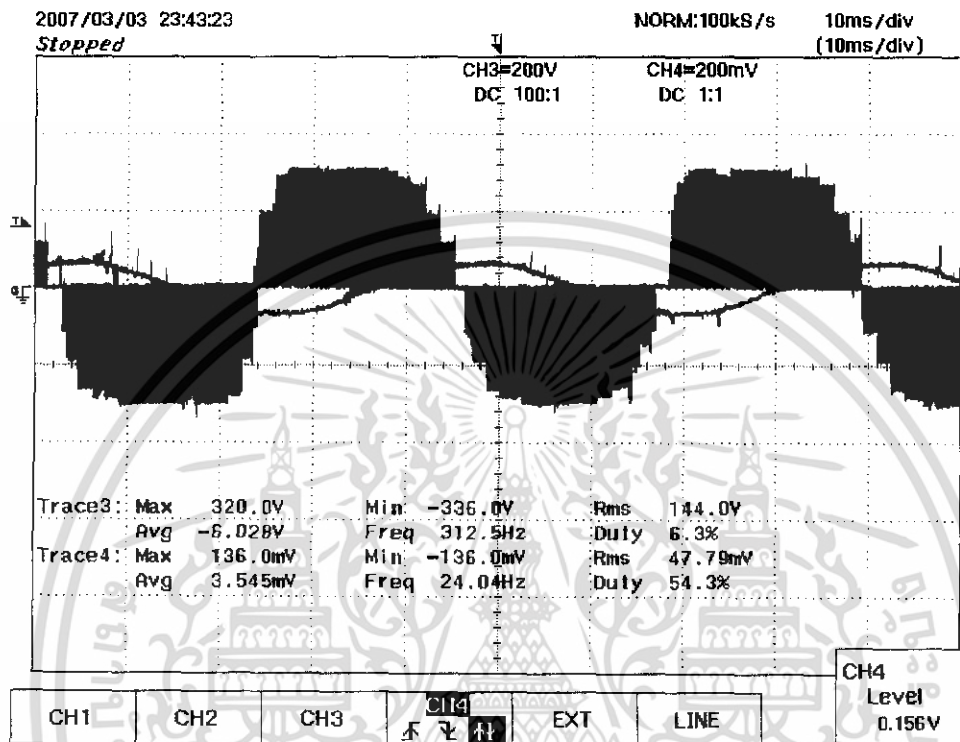 2007/03/03 23:43:23 NORM:100kS/s 10ms/div
Stopped (10ms/div)
CH3=200V CH4=200mV
DC 100:1 DC 1:1
Trace3: Max 320.0V Min -336.0V Rms 144.0V
Avg -6.028V Freq 312.5Hz Duty 6.3%
Trace4: Max 136.0mV Min -136.0mV Rms 47.79mV
Avg 3.545mV Freq 24.04Hz Duty 54.3%
CH4
Level
0.156V
CH1 CH2 CH3 CH4 EXT LINE